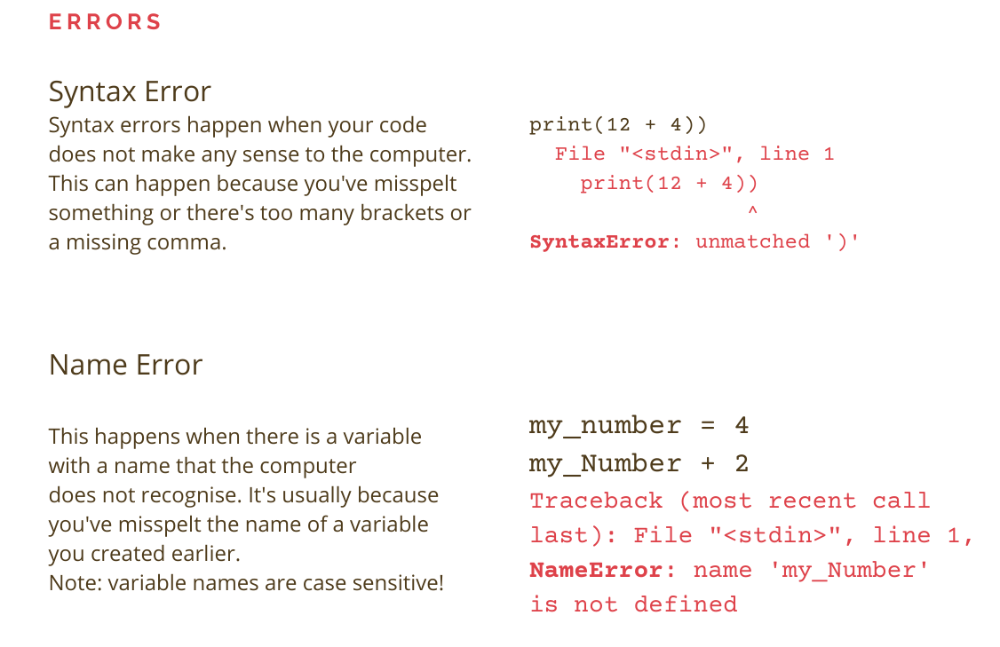 ERRORS
Syntax Error
Syntax errors happen when your code
does not make any sense to the computer.
This can happen because you've misspelt
something or there's too many brackets or
a missing comma.
print(12 + 4))
  File "<stdin>", line 1
    print(12 + 4))
                 ^
SyntaxError: unmatched ')'
Name Error
This happens when there is a variable
with a name that the computer
does not recognise. It's usually because
you've misspelt the name of a variable
you created earlier.
Note: variable names are case sensitive!
my_number = 4
my_Number + 2
Traceback (most recent call
last): File "<stdin>", line 1,
NameError: name 'my_Number'
is not defined